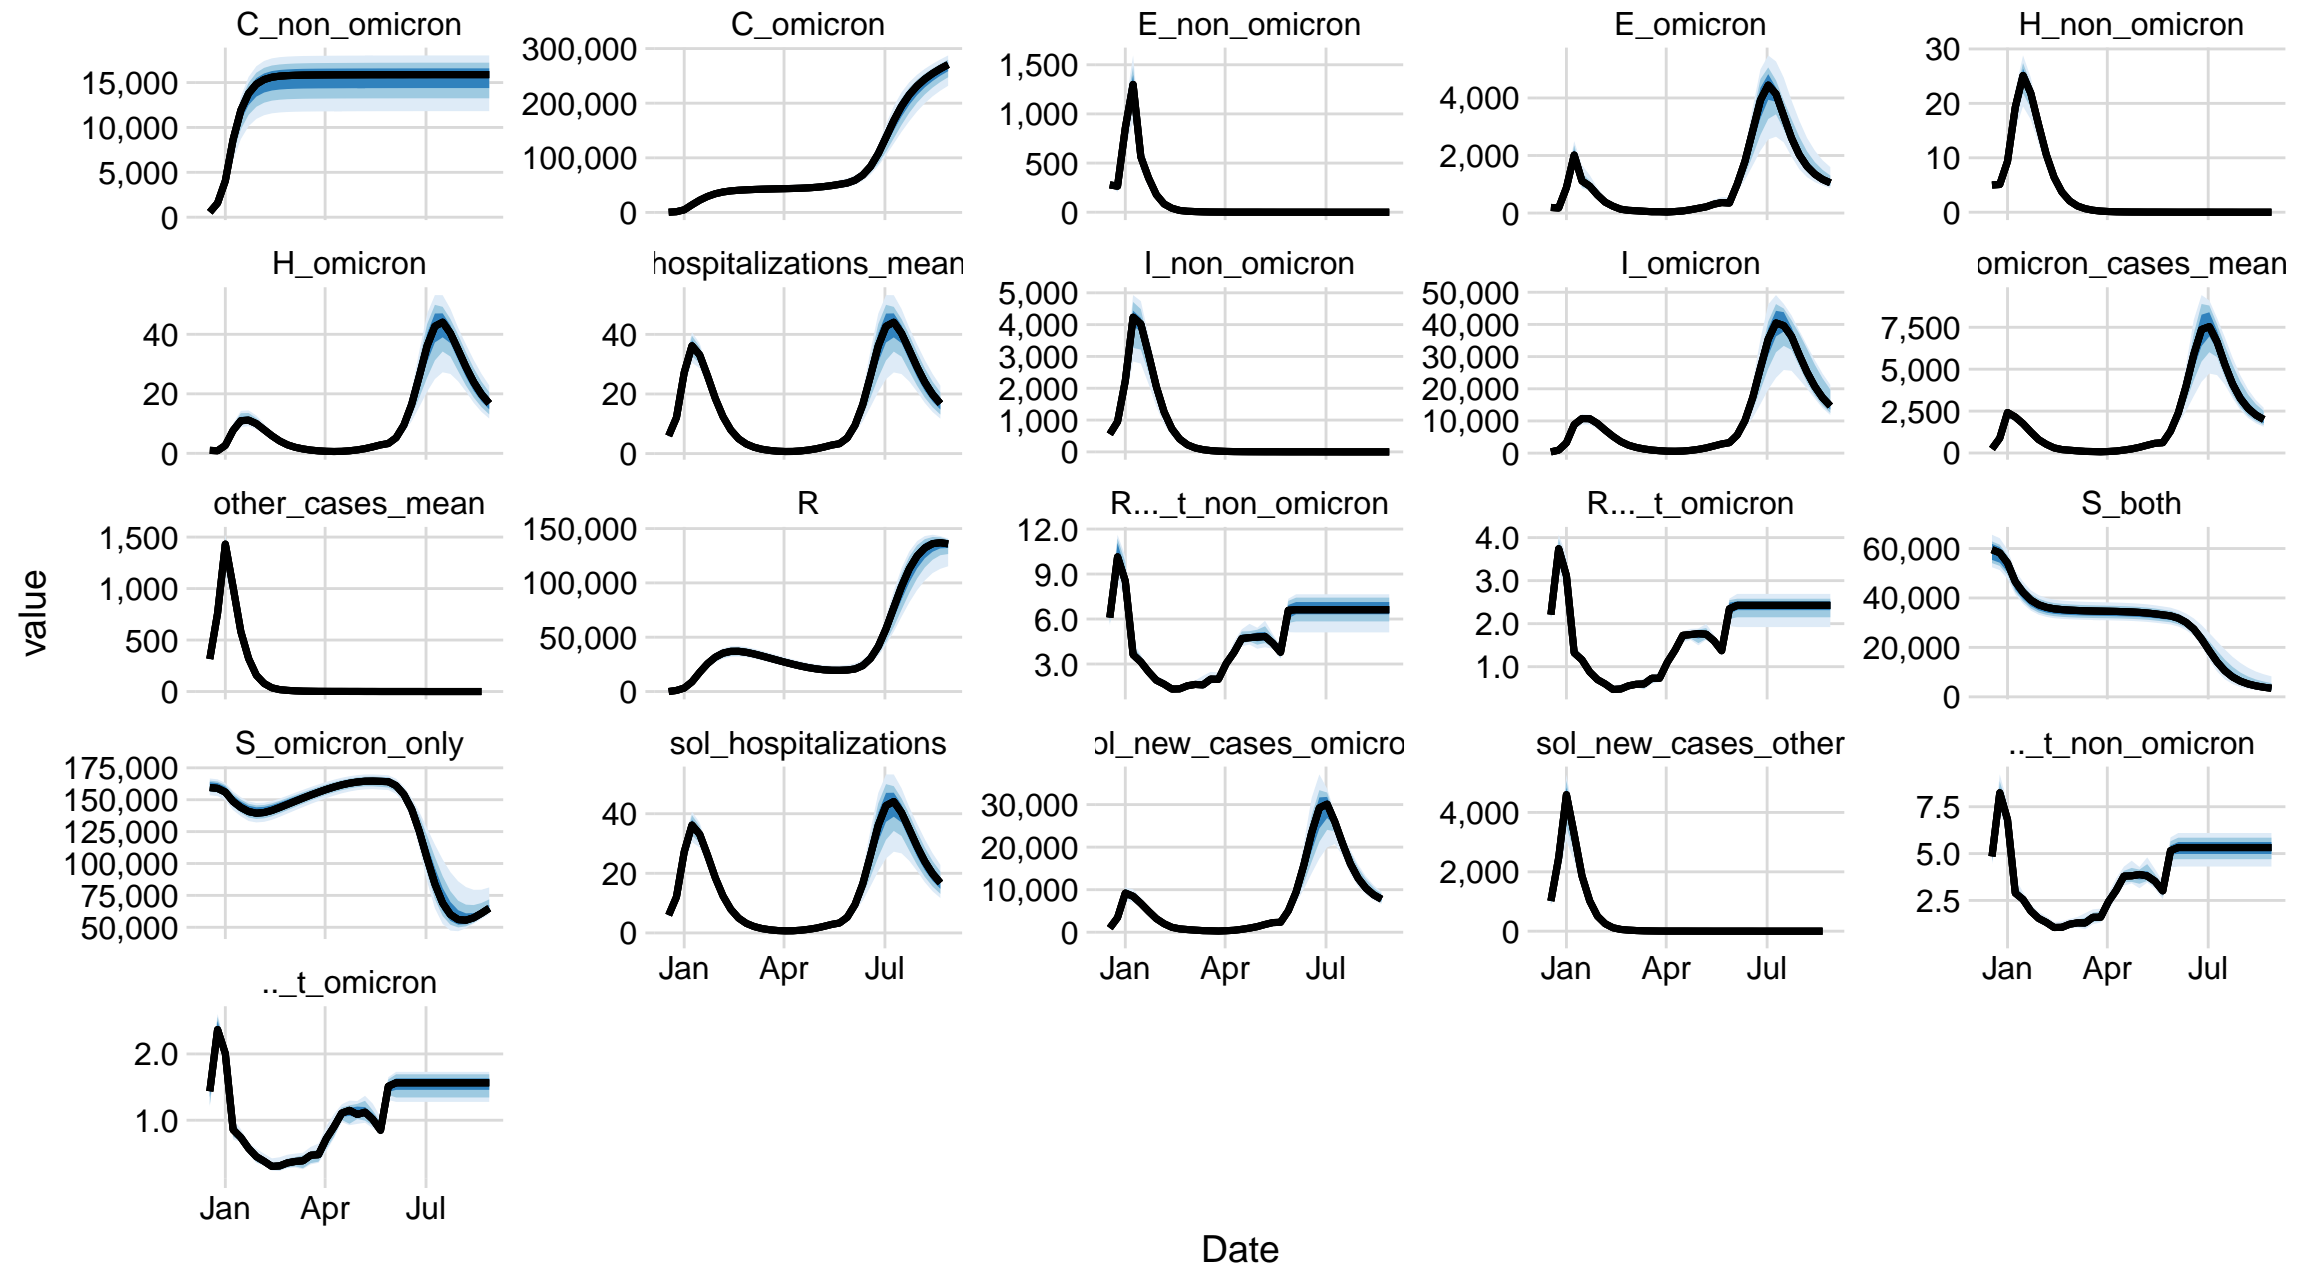 C_non_omicron
15,000
10,000
5,000
0
C_omicron
300,000
200,000
100,000
0
E_non_omicron
1,500
1,000
500
0
E_omicron
4,000
2,000
0
H_non_omicron
30
20
10
0
H_omicron
40
20
0
hospitalizations_mean
40
20
0
I_non_omicron
5,000
4,000
3,000
2,000
1,000
0
I_omicron
50,000
40,000
30,000
20,000
10,000
0
omicron_cases_mean
7,500
5,000
2,500
0
other_cases_mean
1,500
1,000
500
0
R
150,000
100,000
50,000
0
R..._t_non_omicron
12.0
9.0
6.0
3.0
R..._t_omicron
4.0
3.0
2.0
1.0
S_both
60,000
40,000
20,000
0
S_omicron_only
175,000
150,000
125,000
100,000
75,000
50,000
sol_hospitalizations
40
20
0
Jan Apr Jul
ol_new_cases_omicro
30,000
20,000
10,000
0
Jan Apr Jul
sol_new_cases_other
4,000
2,000
0
Jan Apr Jul
.._t_non_omicron
7.5
5.0
2.5
Jan Apr Jul
.._t_omicron
2.0
1.0
Jan Apr Jul
value
Date